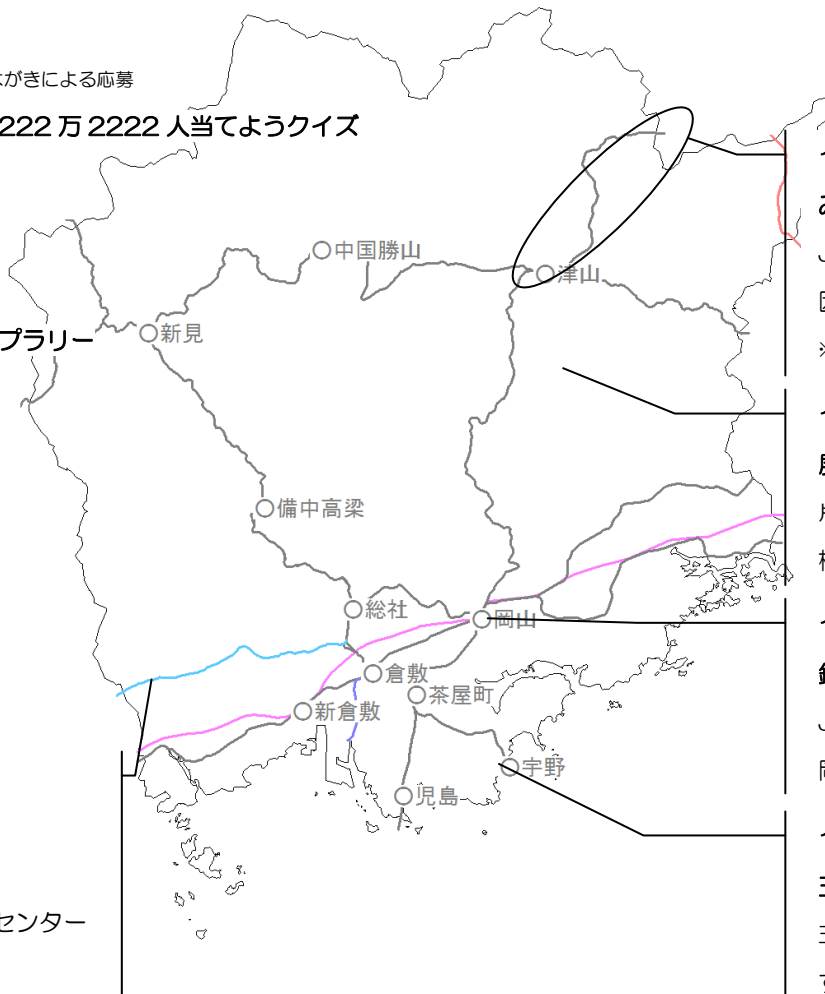 はがきによる応募
222万2222人当てようクイズ
中国勝山
津山
プラリー
新見
備中高梁
総社
岡山
倉敷
茶屋町
新倉敷
宇野
児島
センター